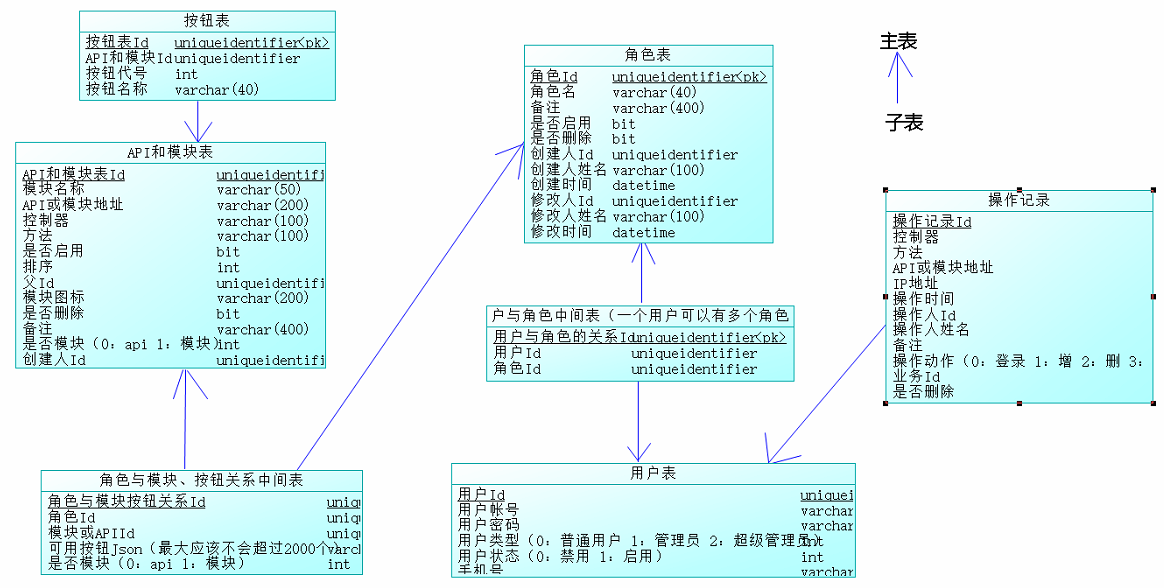 按钮表
按钮表Id uniqueidentifier<pk>
API和模块Id uniqueidentifier
按钮代号 int
按钮名称 varchar(40)
API和模块表
API和模块表Id uniqueidentifi
模块名称 varchar(50)
API或模块地址 varchar(200)
控制器 varchar(100)
方法 varchar(100)
是否启用 bit
排序 int
父Id uniqueidentifi
模块图标 varchar(200)
是否删除 bit
备注 varchar(400)
是否模块（0：api 1：模块） int
创建人Id uniqueidentifi
角色与模块、按钮关系中间表
角色与模块按钮关系Id uniq
角色Id uniq
模块或APIId uniq
可用按钮Json（最大应该不会超过2000个 varcl
是否模块（0：api 1：模块） int
角色表
角色Id uniqueidentifier<pk>
角色名 varchar(40)
备注 varchar(400)
是否启用 bit
是否删除 bit
创建人Id uniqueidentifier
创建人姓名 varchar(100)
创建时间 datetime
修改人Id uniqueidentifier
修改人姓名 varchar(100)
修改时间 datetime
户与角色中间表（一个用户可以有多个角色
用户与角色的关系Id uniqueidentifier<pk>
用户Id uniqueidentifier
角色Id uniqueidentifier
用户表
用户Id uniquei
用户帐号 varchar
用户密码 varchar
用户类型（0：普通用户 1：管理员 2：超级管理员） int
用户状态（0：禁用 1：启用） int
手机号 varchar
主表
子表
操作记录
操作记录Id
控制器
方法
API或模块地址
IP地址
操作时间
操作人Id
操作人姓名
备注
操作动作（0：登录 1：增 2：删 3：
业务Id
是否删除